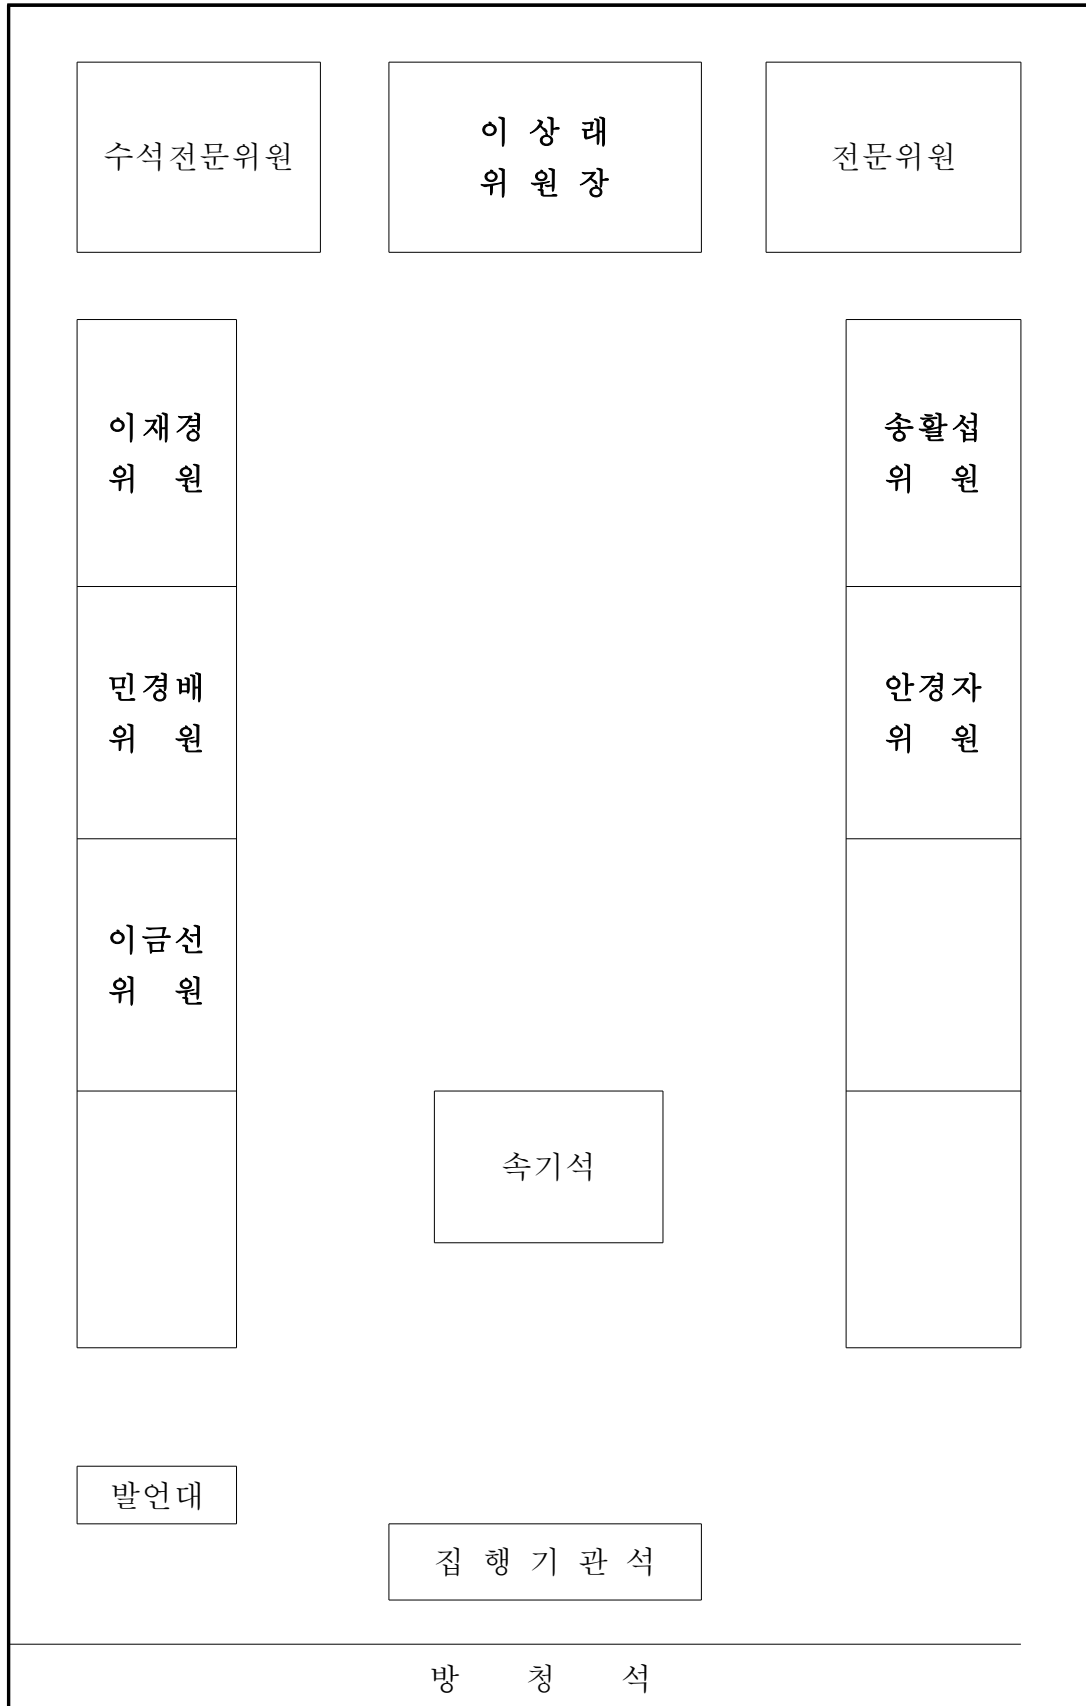 수석전문위원
이 상 래
위 원 장
전문위원
이재경
위 원
송활섭
위 원
민경배
위 원
안경자
위 원
이금선
위 원
속기석
발언대
집 행 기 관 석
방 청 석